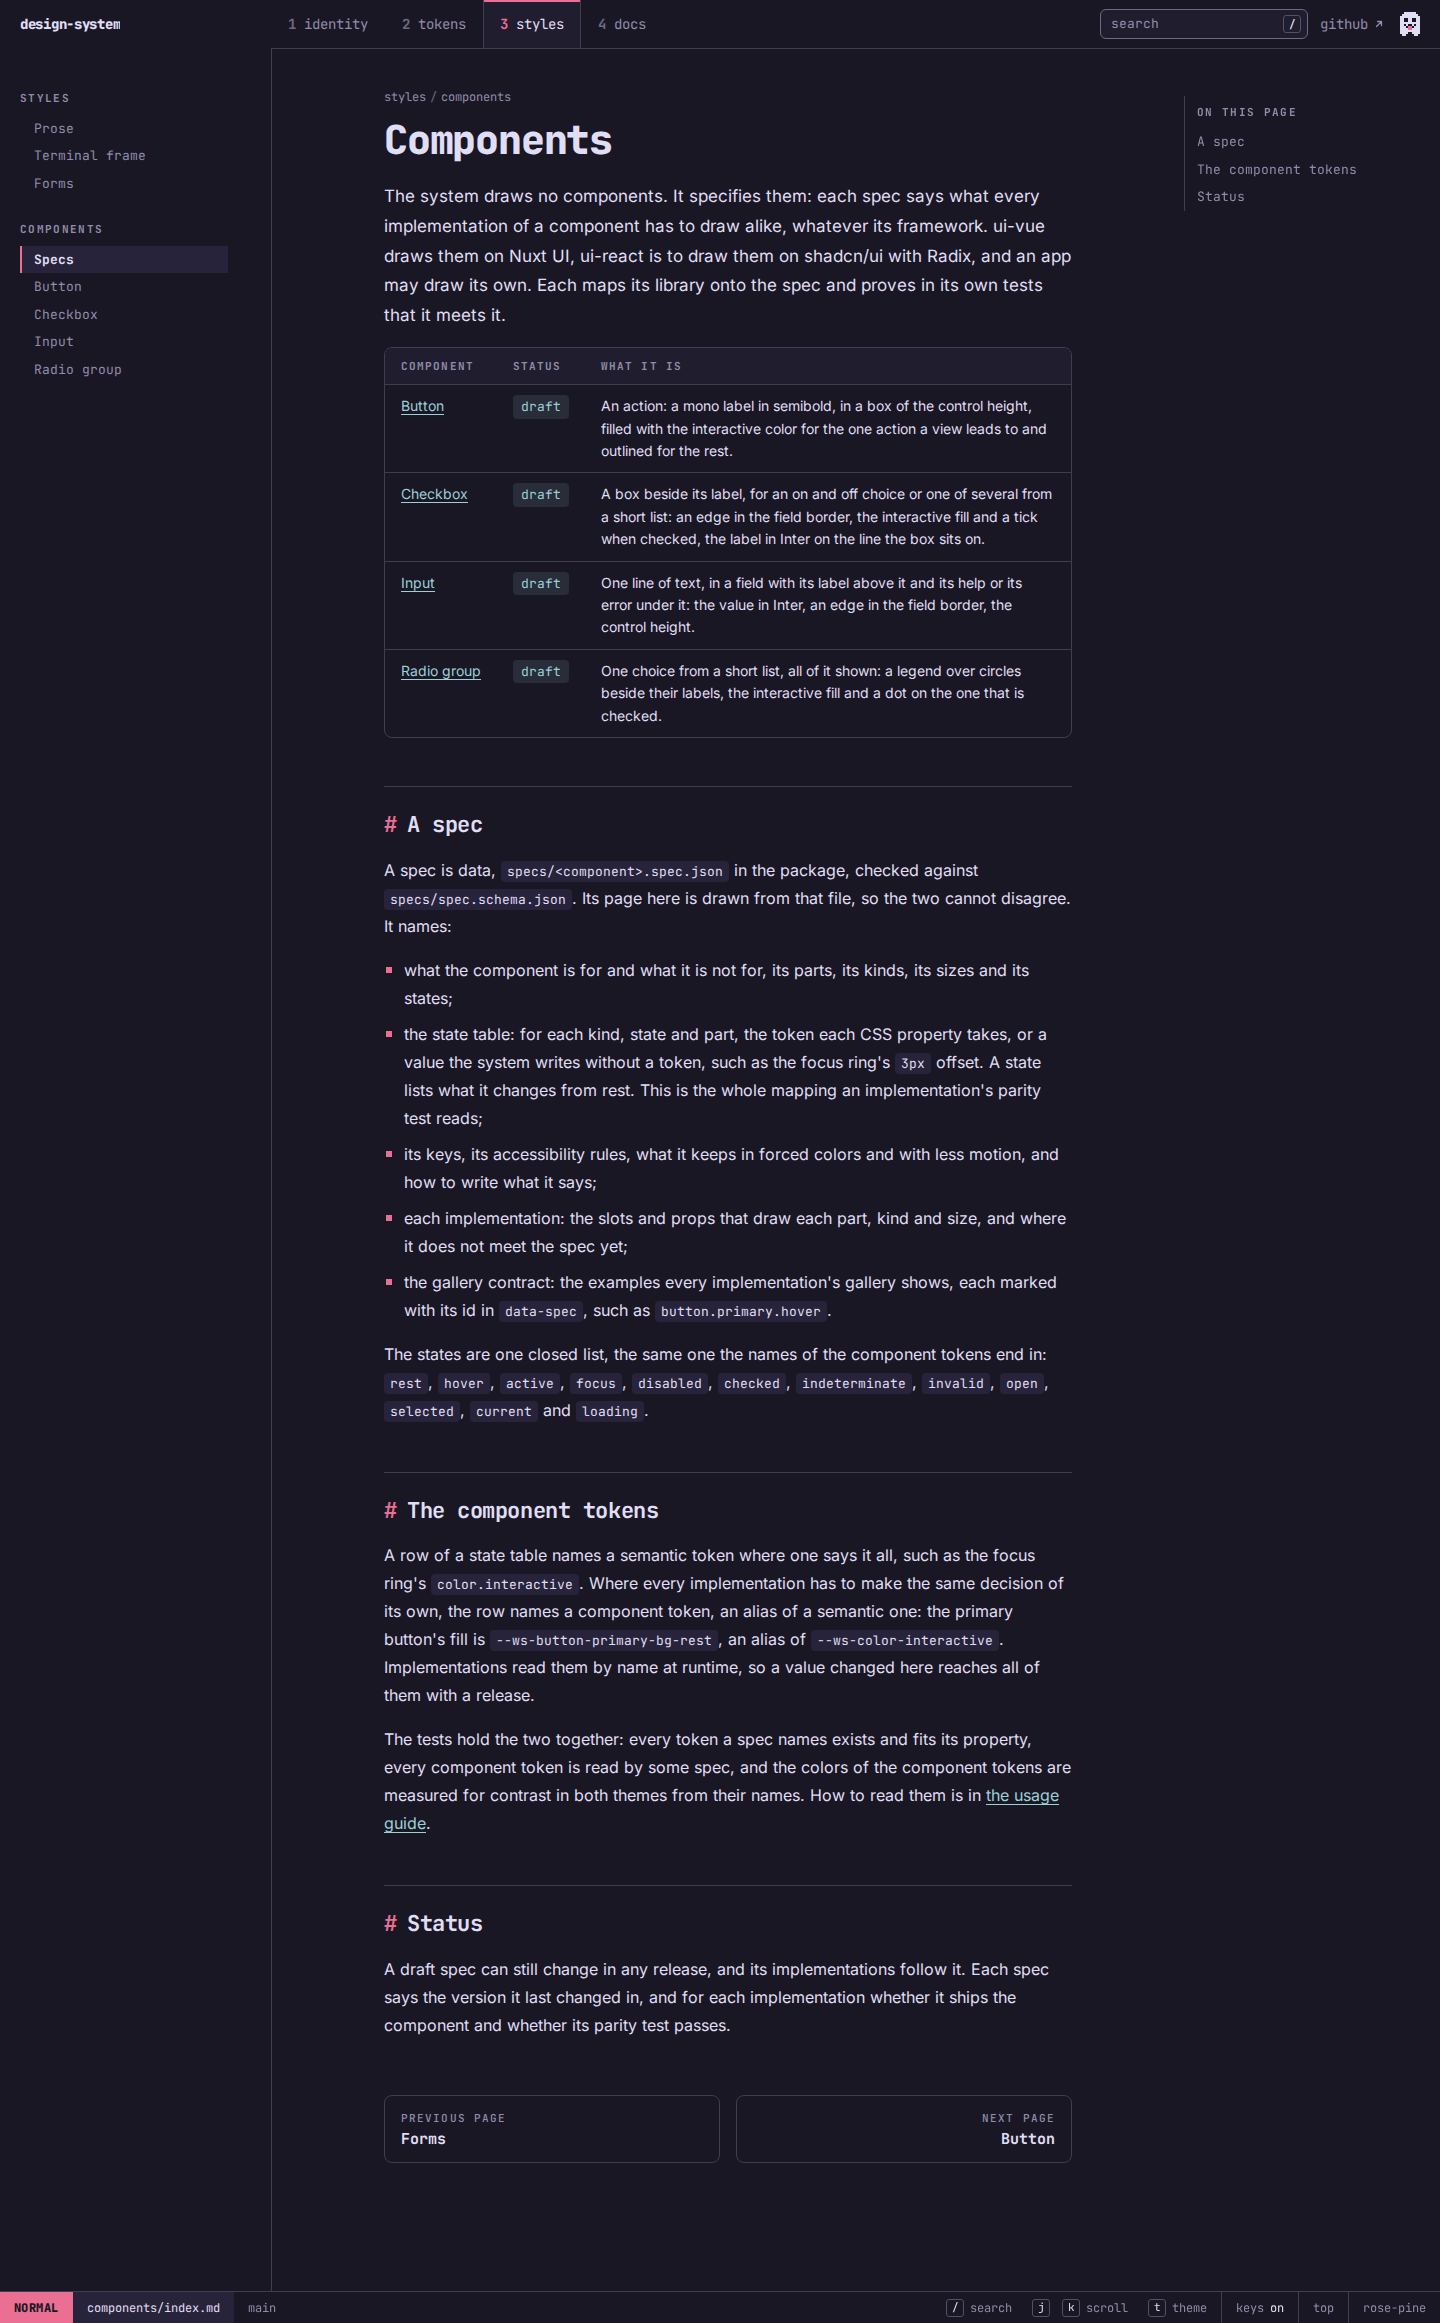 design-system
1 identity
2 tokens
3 styles
4 docs
search /
github ↗
STYLES
Prose
Terminal frame
Forms
COMPONENTS
Specs
Button
Checkbox
Input
Radio group
styles / components
Components
The system draws no components. It specifies them: each spec says what every
implementation of a component has to draw alike, whatever its framework. ui-vue
draws them on Nuxt UI, ui-react is to draw them on shadcn/ui with Radix, and an app
may draw its own. Each maps its library onto the spec and proves in its own tests
that it meets it.
COMPONENT STATUS WHAT IT IS
Button draft An action: a mono label in semibold, in a box of the control height,
filled with the interactive color for the one action a view leads to and
outlined for the rest.
Checkbox draft A box beside its label, for an on and off choice or one of several from
a short list: an edge in the field border, the interactive fill and a tick
when checked, the label in Inter on the line the box sits on.
Input draft One line of text, in a field with its label above it and its help or its
error under it: the value in Inter, an edge in the field border, the
control height.
Radio group draft One choice from a short list, all of it shown: a legend over circles
beside their labels, the interactive fill and a dot on the one that is
checked.
# A spec
A spec is data, specs/<component>.spec.json in the package, checked against
specs/spec.schema.json. Its page here is drawn from that file, so the two cannot disagree.
It names:
what the component is for and what it is not for, its parts, its kinds, its sizes and its
states;
the state table: for each kind, state and part, the token each CSS property takes, or a
value the system writes without a token, such as the focus ring's 3px offset. A state
lists what it changes from rest. This is the whole mapping an implementation's parity
test reads;
its keys, its accessibility rules, what it keeps in forced colors and with less motion, and
how to write what it says;
each implementation: the slots and props that draw each part, kind and size, and where
it does not meet the spec yet;
the gallery contract: the examples every implementation's gallery shows, each marked
with its id in data-spec, such as button.primary.hover.
The states are one closed list, the same one the names of the component tokens end in:
rest, hover, active, focus, disabled, checked, indeterminate, invalid, open,
selected, current and loading.
# The component tokens
A row of a state table names a semantic token where one says it all, such as the focus
ring's color.interactive. Where every implementation has to make the same decision of
its own, the row names a component token, an alias of a semantic one: the primary
button's fill is --ws-button-primary-bg-rest, an alias of --ws-color-interactive.
Implementations read them by name at runtime, so a value changed here reaches all of
them with a release.
The tests hold the two together: every token a spec names exists and fits its property,
every component token is read by some spec, and the colors of the component tokens are
measured for contrast in both themes from their names. How to read them is in the usage
guide.
# Status
A draft spec can still change in any release, and its implementations follow it. Each spec
says the version it last changed in, and for each implementation whether it ships the
component and whether its parity test passes.
PREVIOUS PAGE
Forms
NEXT PAGE
Button
ON THIS PAGE
A spec
The component tokens
Status
NORMAL components/index.md main
/ search j k scroll t theme keys on top rose-pine